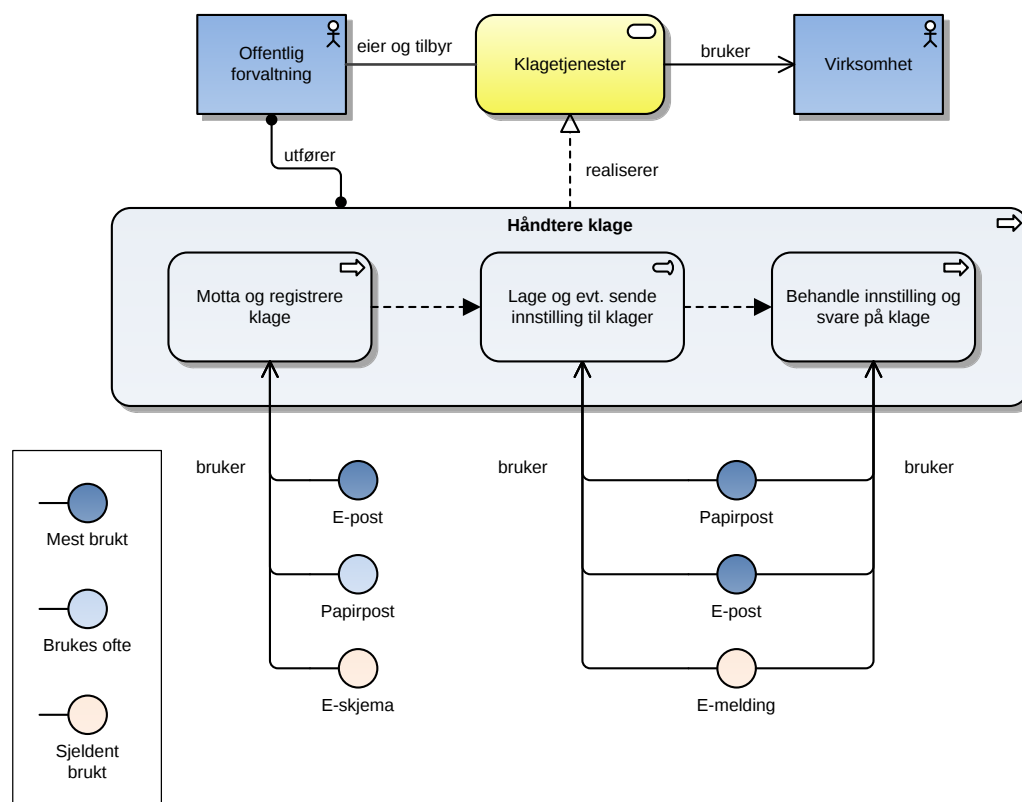 Offentlig
forvaltning
eier og tilbyr
Klagetjenester
bruker
Virksomhet
utfører
realiserer
Håndtere klage
Motta og registrere
klage
Lage og evt. sende
innstilling til klager
Behandle innstilling og
svare på klage
bruker
bruker
bruker
E-post
Papirpost
E-skjema
Papirpost
E-post
E-melding
Mest brukt
Brukes ofte
Sjeldent
brukt